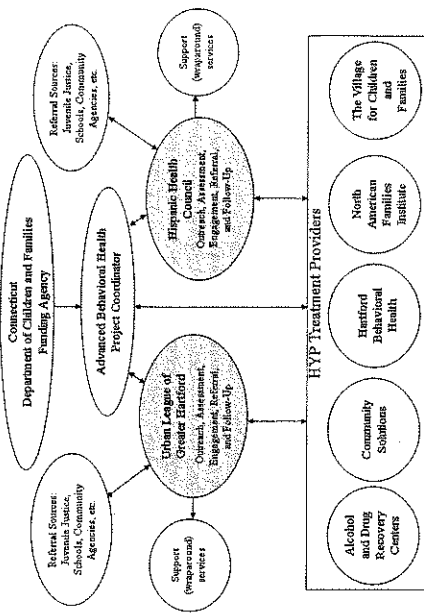 Connecticut
Department of Children and Families
Funding Agency
Advanced Behavioral Health
Project Coordinator
Referral Sources:
Juvenile Justice,
Schools, Community
Agencies, etc.
Referral Sources:
Juvenile Justice,
Schools, Community
Agencies, etc.
Urban League of
Greater Hartford
Outreach, Assessment,
Engagement, Referral,
and Follow-Up
Hispanic Health
Council
Outreach, Assessment,
Engagement, Referral,
and Follow-Up
Support
(wraparound)
services
Support
(wraparound)
services
HYP Treatment Providers
Alcohol
and Drug
Recovery
Centers
Community
Solutions
Hartford
Behavioral
Health
North
American
Families
Institute
The Village
for Children
and
Families